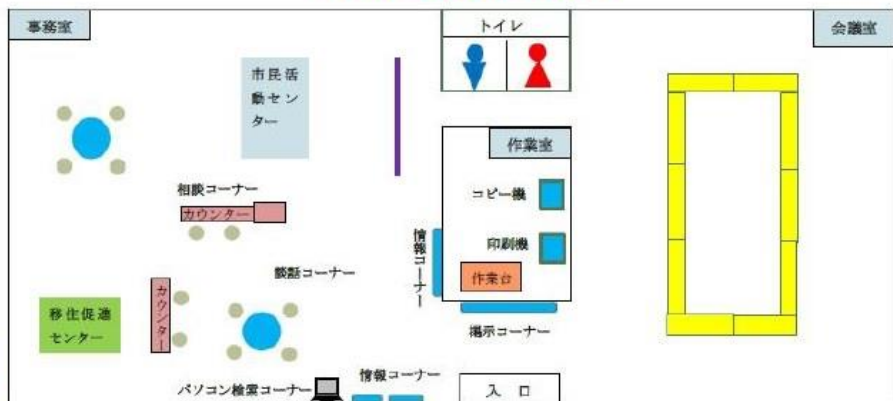 事務室
トイレ
会議室
市民活
動セン
ター
作業室
コピー機
相談コーナー
カウンター
情報コーナー
印刷機
作業台
談話コーナー
カウンター
移住促進
センター
掲示コーナー
情報コーナー
パソコン検索コーナー
入 口